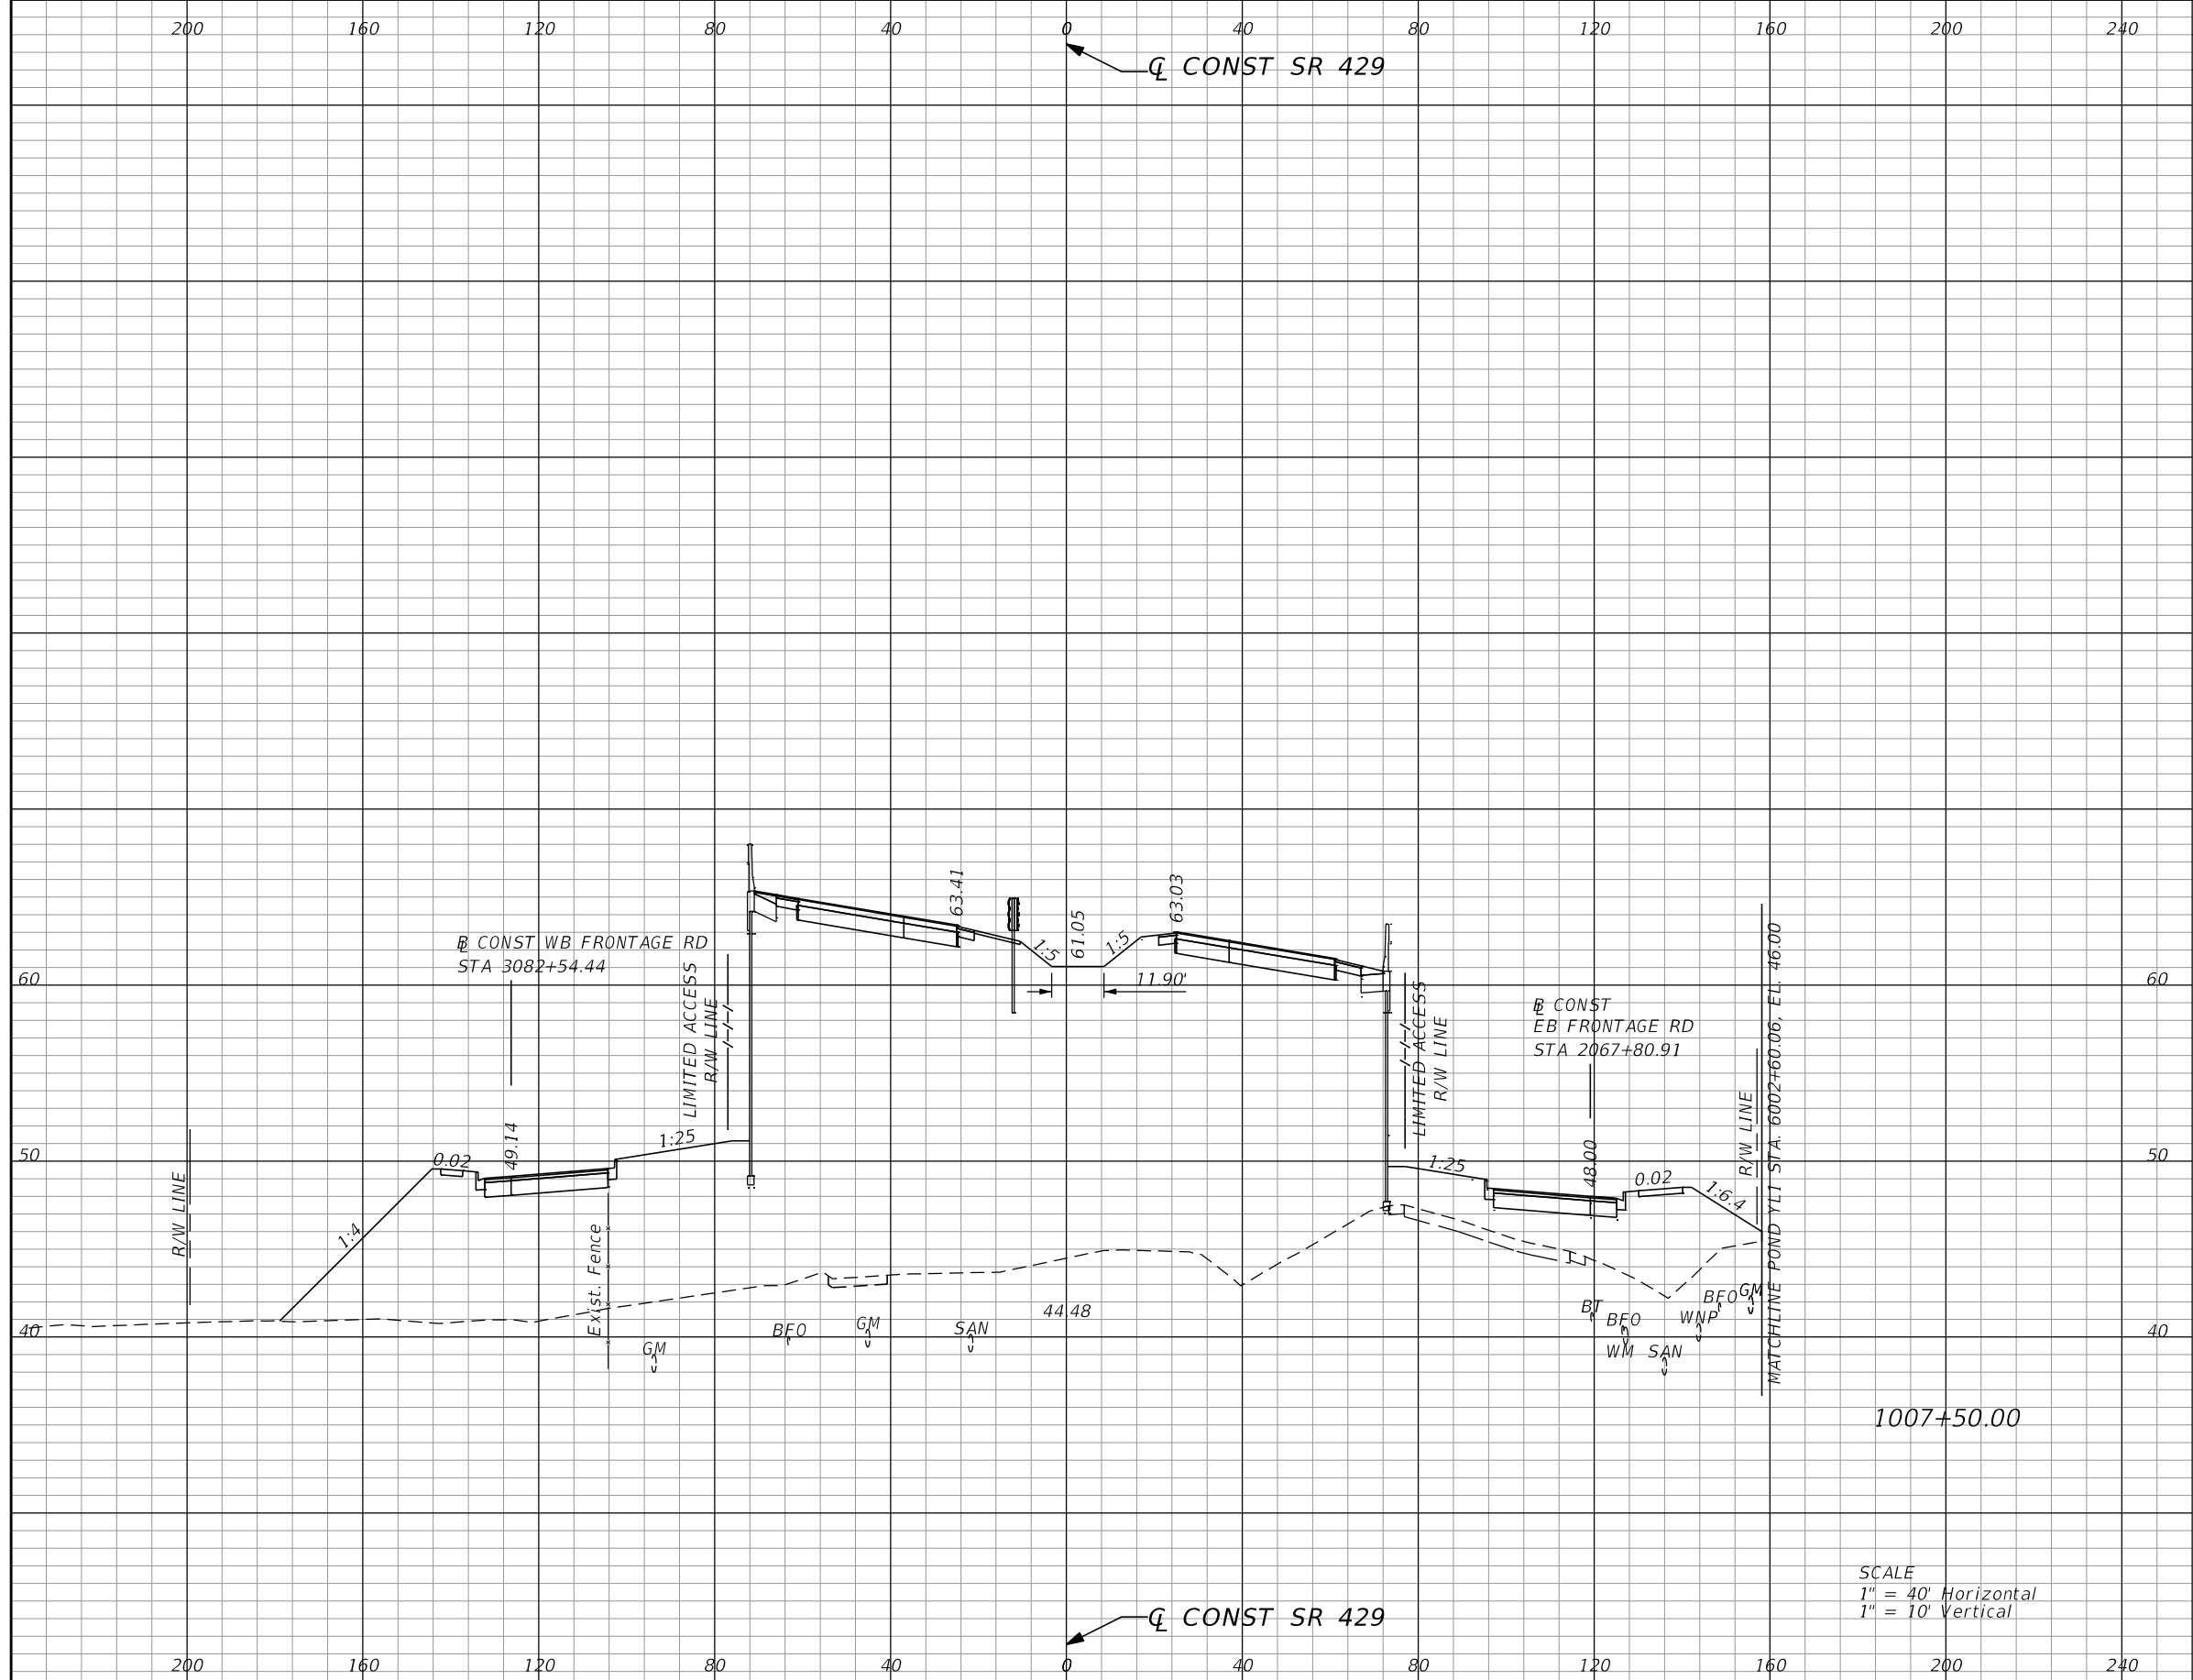 200 160 120 80 40 0 40 80 120 160 200 240
℄ CONST SR 429
63.41
63.03
61.05
1:5
1:5
11.90'
B̵L CONST WB FRONTAGE RD
STA 3082+54.44
LIMITED ACCESS
R/W LINE
LIMITED ACCESS
R/W LINE
60
60
B̵L CONST
EB FRONTAGE RD
STA 2067+80.91
MATCHLINE POND YL1 STA. 6002+60.06, EL. 46.00
R/W LINE
R/W LINE
50
50
0.02
49.14
1:25
1:25
48.00
0.02
1:6.4
1:4
Exist. Fence
40
40
GM
BFO
GM
SAN
44.48
BT
BFO
WM
SAN
WNP
BFO
GM
1007+50.00
SCALE
1" = 40' Horizontal
1" = 10' Vertical
℄ CONST SR 429
200 160 120 80 40 0 40 80 120 160 200 240